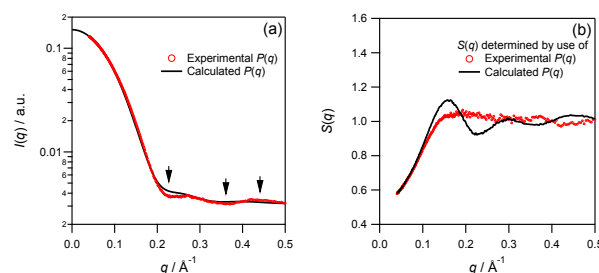 (a)
Experimental P(q)
Calculated P(q)
I(q) / a.u.
0.1
8
6
4
2
0.01
8
6
4
2
0.0 0.1 0.2 0.3 0.4 0.5
q / Å⁻¹
(b)
S(q) determined by use of
Experimental P(q)
Calculated P(q)
S(q)
1.6
1.4
1.2
1.0
0.8
0.6
0.0 0.1 0.2 0.3 0.4 0.5
q / Å⁻¹